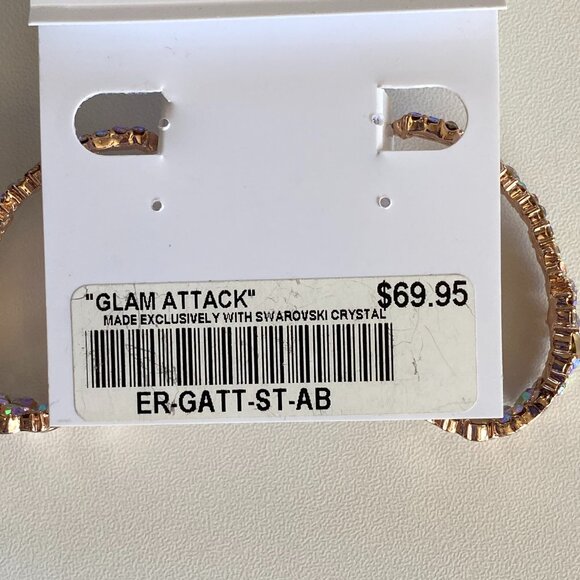 "GLAM ATTACK" $69.95
MADE EXCLUSIVELY WITH SWAROVSKI CRYSTAL
ER-GATT-ST-AB